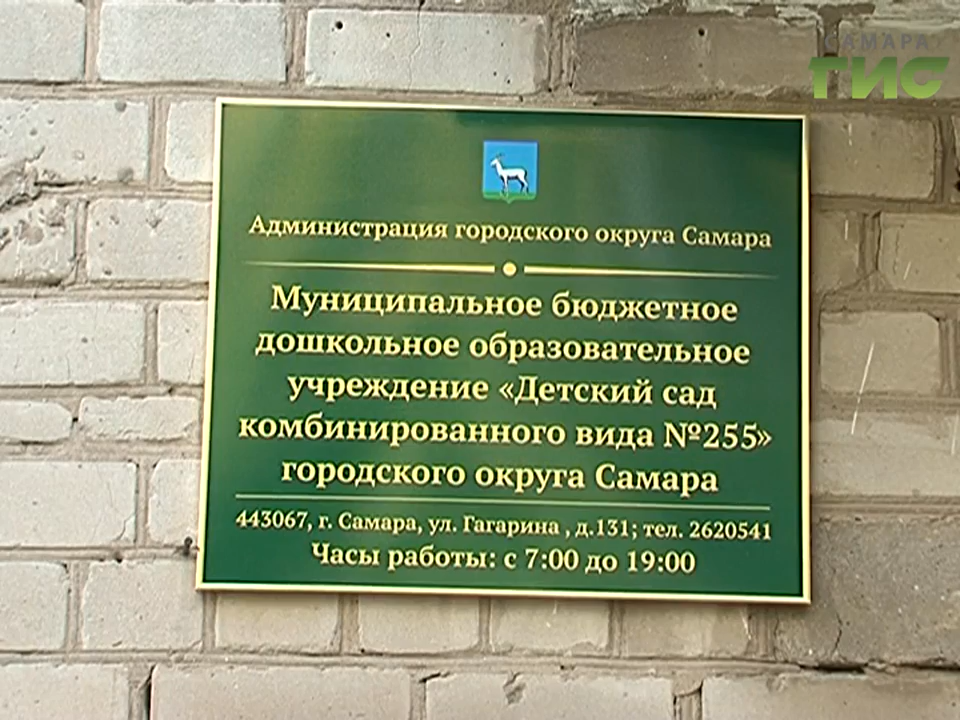 САМАРА
ГИС
Администрация городского округа Самара
Муниципальное бюджетное
дошкольное образовательное
учреждение «Детский сад
комбинированного вида №255»
городского округа Самара
443067, г. Самара, ул. Гагарина , д.131; тел. 2620541
Часы работы: с 7:00 до 19:00